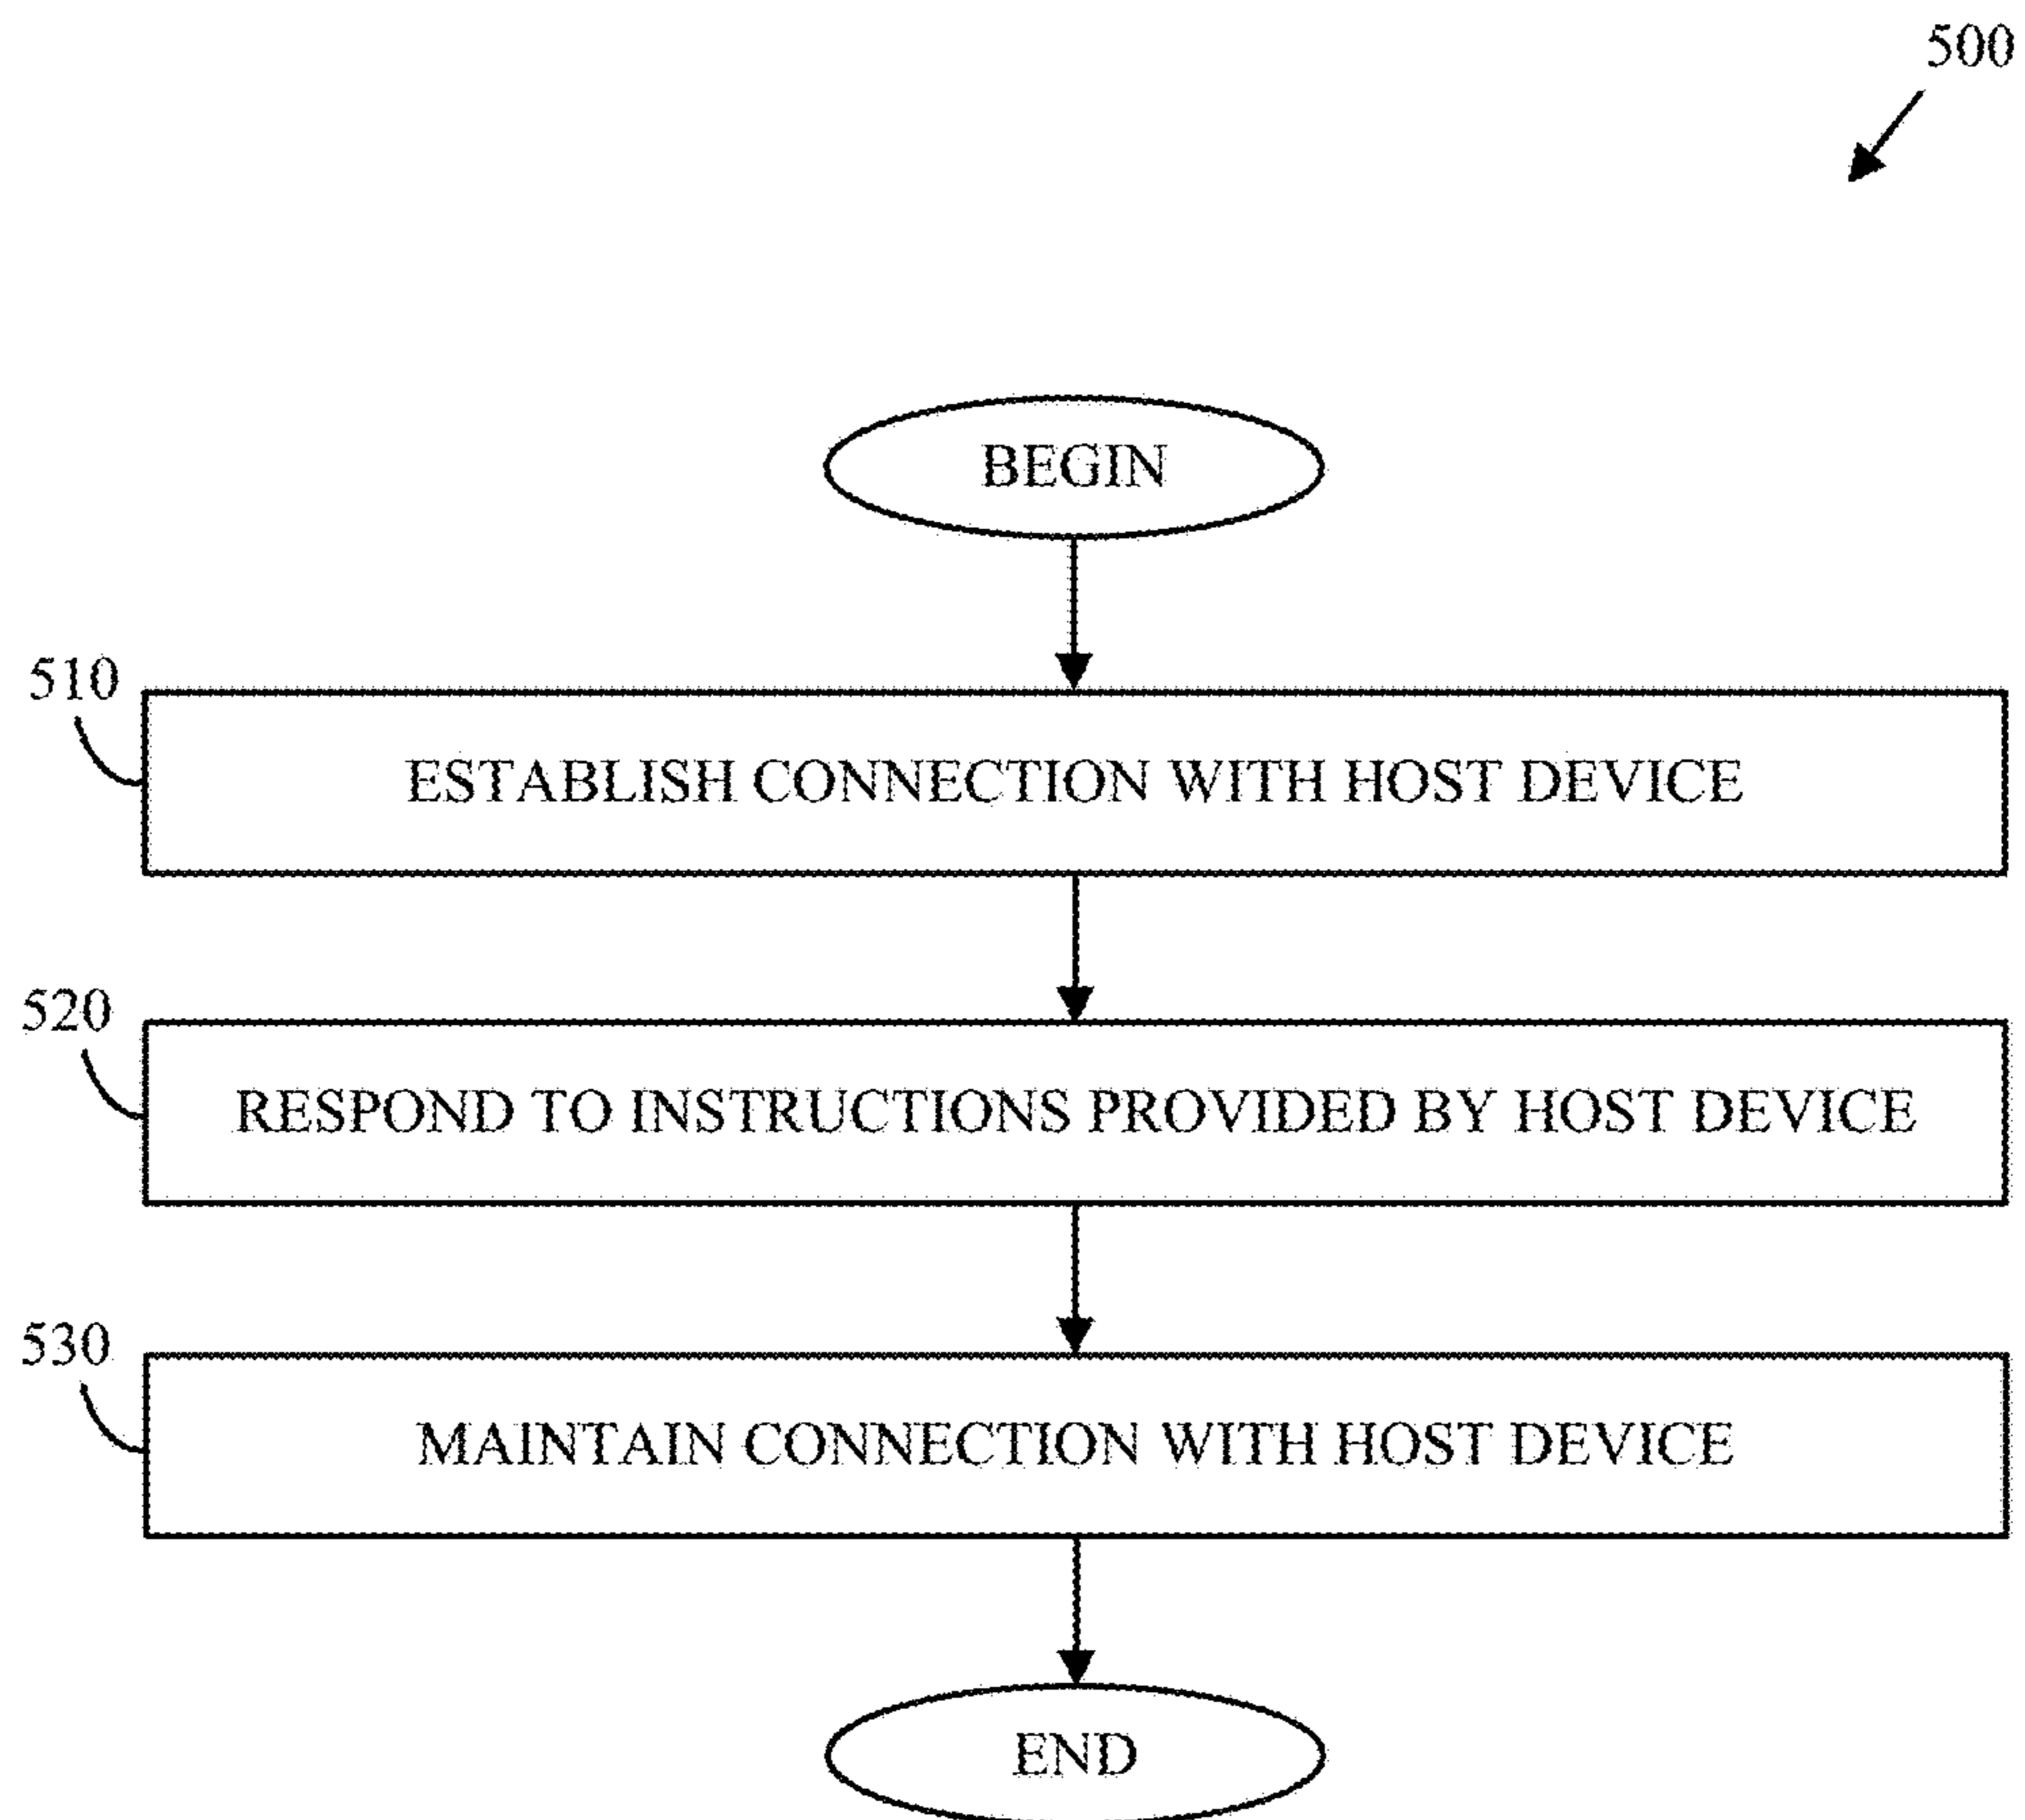 500
BEGIN
510
ESTABLISH CONNECTION WITH HOST DEVICE
520
RESPOND TO INSTRUCTIONS PROVIDED BY HOST DEVICE
530
MAINTAIN CONNECTION WITH HOST DEVICE
END